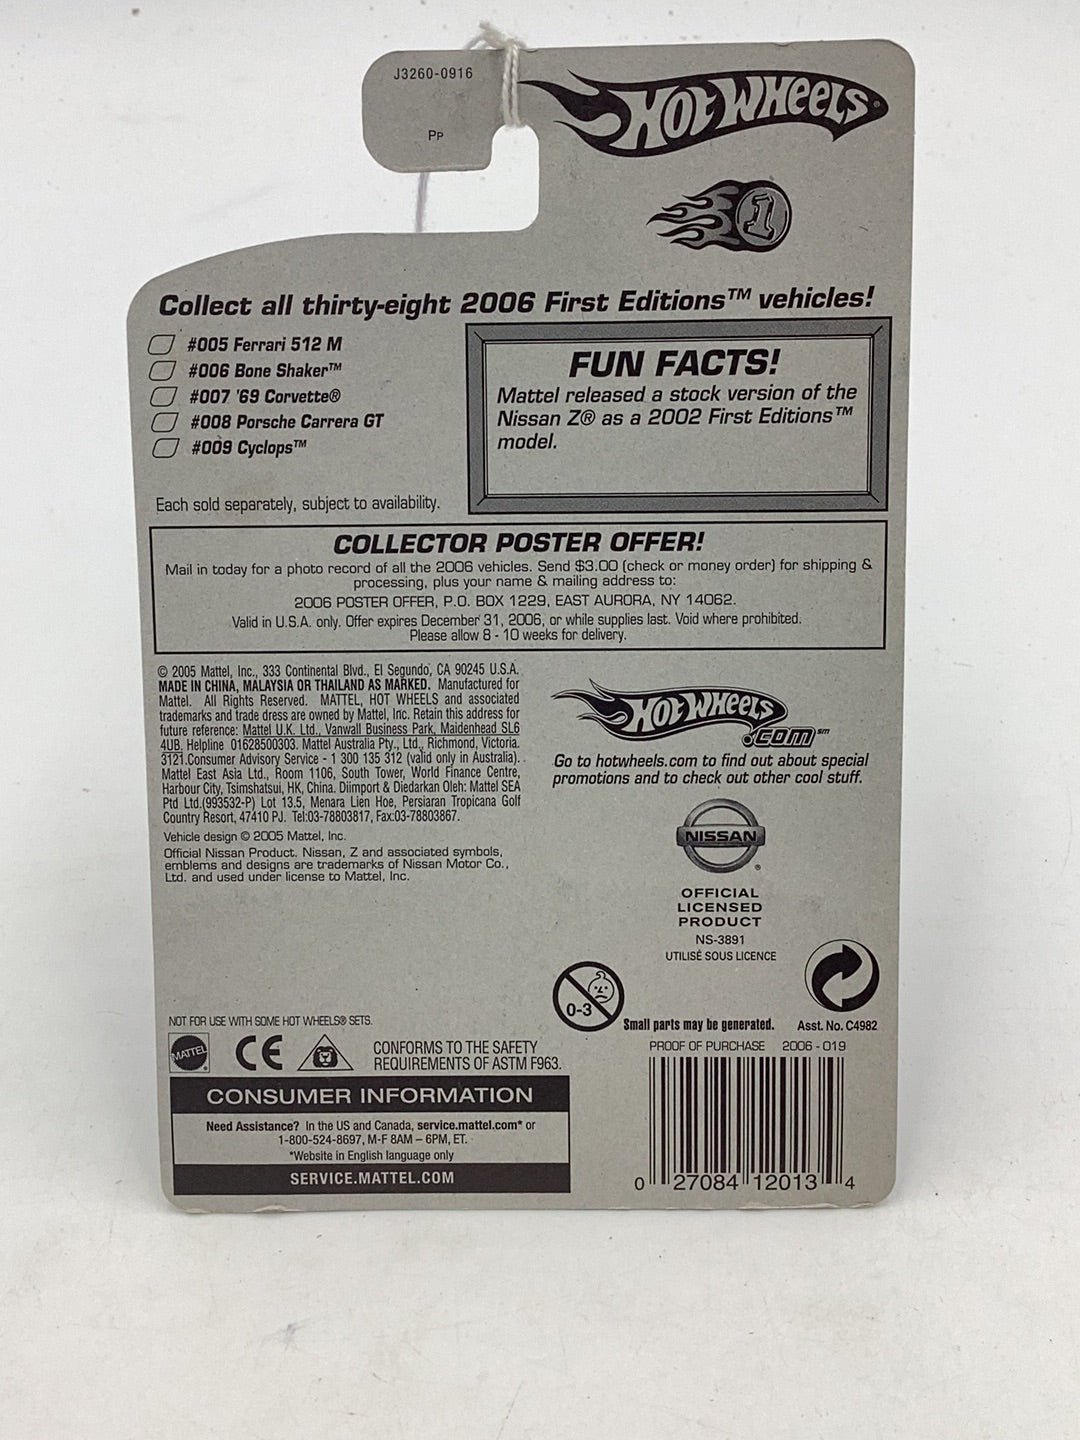 J3260-0916
PP
HOT WHEELS®
1
Collect all thirty-eight 2006 First Editions™ vehicles!
#005 Ferrari 512 M
#006 Bone Shaker™
#007 '69 Corvette®
#008 Porsche Carrera GT
#009 Cyclops™
Each sold separately, subject to availability.
FUN FACTS!
Mattel released a stock version of the
Nissan Z® as a 2002 First Editions™
model.
COLLECTOR POSTER OFFER!
Mail in today for a photo record of all the 2006 vehicles. Send $3.00 (check or money order) for shipping &
processing, plus your name & mailing address to:
2006 POSTER OFFER, P.O. BOX 1229, EAST AURORA, NY 14062.
Valid in U.S.A. only. Offer expires December 31, 2006, or while supplies last. Void where prohibited.
Please allow 8 - 10 weeks for delivery.
© 2005 Mattel, Inc., 333 Continental Blvd., El Segundo, CA 90245 U.S.A.
MADE IN CHINA, MALAYSIA OR THAILAND AS MARKED. Manufactured for
Mattel. All Rights Reserved. MATTEL, HOT WHEELS and associated
trademarks and trade dress are owned by Mattel, Inc. Retain this address for
future reference: Mattel U.K. Ltd., Vanwall Business Park, Maidenhead SL6
4UB. Helpline 01628500303. Mattel Australia Pty., Ltd., Richmond, Victoria.
3121.Consumer Advisory Service - 1 300 135 312 (valid only in Australia).
Mattel East Asia Ltd., Room 1106, South Tower, World Finance Centre,
Harbour City, Tsimshatsui, HK, China. Diimport & Diedarkan Oleh: Mattel SEA
Ptd Ltd.(993532-P) Lot 13.5, Menara Lien Hoe, Persiaran Tropicana Golf
Country Resort, 47410 PJ. Tel:03-78803817, Fax:03-78803867.
Vehicle design © 2005 Mattel, Inc.
Official Nissan Product. Nissan, Z and associated symbols,
emblems and designs are trademarks of Nissan Motor Co.,
Ltd. and used under license to Mattel, Inc.
HOT WHEELS
.com℠
Go to hotwheels.com to find out about special
promotions and to check out other cool stuff.
NISSAN
®
OFFICIAL
LICENSED
PRODUCT
NS-3891
UTILISÉ SOUS LICENCE
0-3
Small parts may be generated.
Asst. No. C4982
NOT FOR USE WITH SOME HOT WHEELS® SETS.
MATTEL®
CE
CONFORMS TO THE SAFETY
REQUIREMENTS OF ASTM F963.
CONSUMER INFORMATION
Need Assistance? In the US and Canada, service.mattel.com* or
1-800-524-8697, M-F 8AM – 6PM, ET.
*Website in English language only
SERVICE.MATTEL.COM
PROOF OF PURCHASE 2006 - 019
0 27084 12013 4